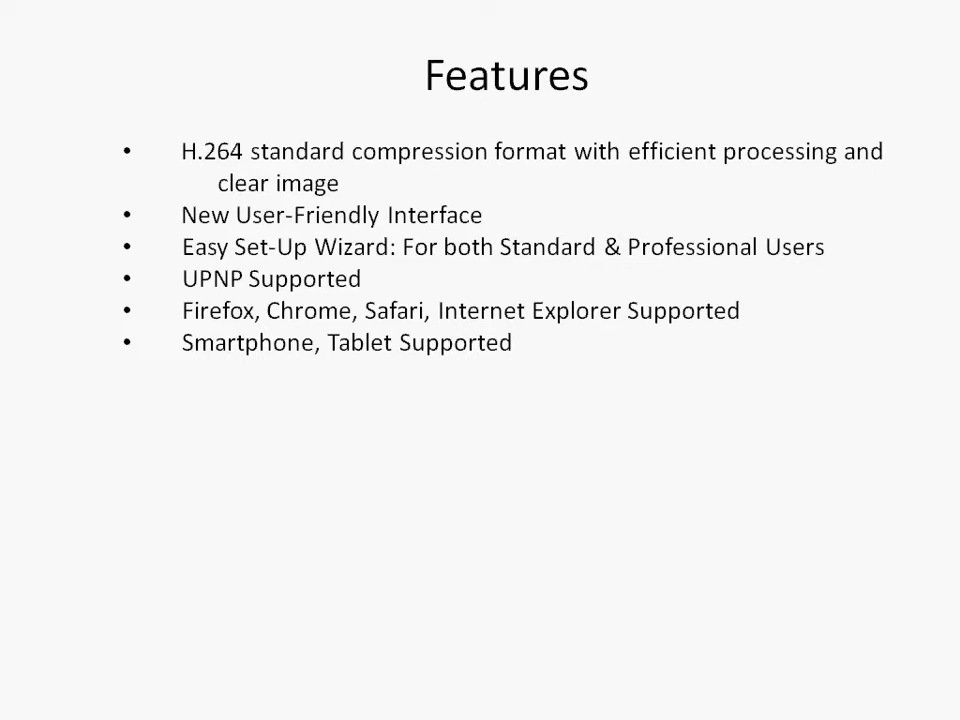 Features
• H.264 standard compression format with efficient processing and
clear image
• New User-Friendly Interface
• Easy Set-Up Wizard: For both Standard & Professional Users
• UPNP Supported
• Firefox, Chrome, Safari, Internet Explorer Supported
• Smartphone, Tablet Supported